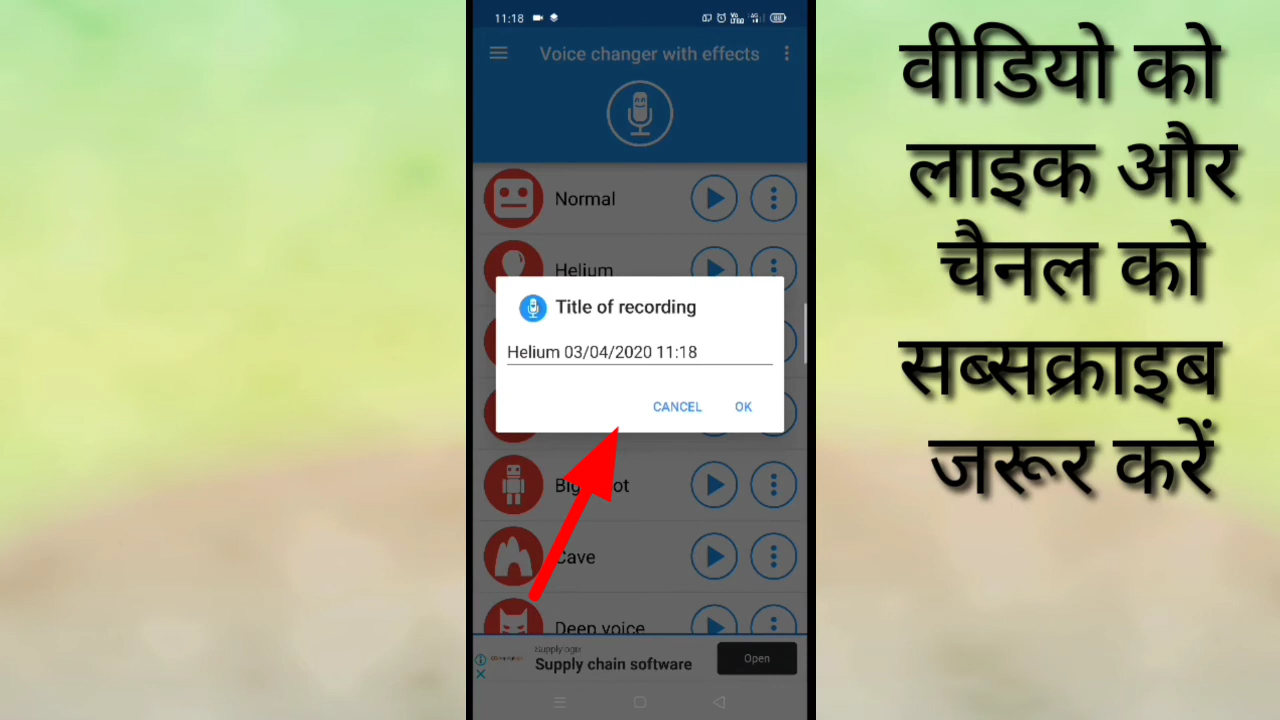 11:18
Voice changer with effects
Normal
Helium
Title of recording
Helium 03/04/2020 11:18
CANCEL OK
Cave
Deep voice
Supply chain software
Open
वीडियो को
लाइक और
चैनल को
सब्सक्राइब
जरूर करें